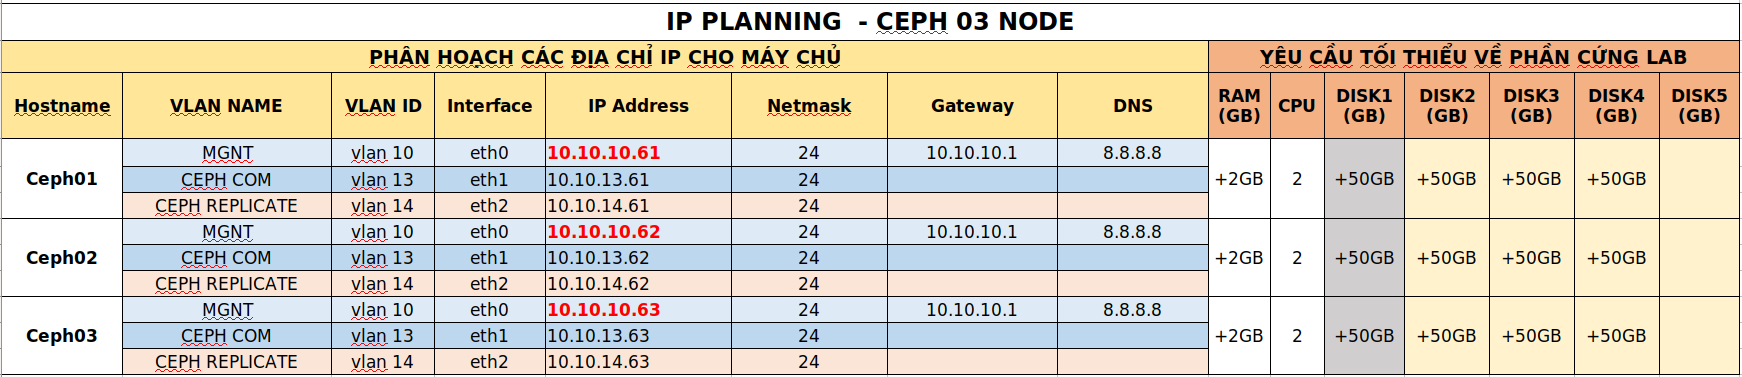 IP PLANNING - CEPH 03 NODE
PHÂN HOẠCH CÁC ĐỊA CHỈ IP CHO MÁY CHỦ YÊU CẦU TỐI THIỂU VỀ PHẦN CỨNG LAB
Hostname VLAN NAME VLAN ID Interface IP Address Netmask Gateway DNS RAM (GB) CPU DISK1 (GB) DISK2 (GB) DISK3 (GB) DISK4 (GB) DISK5 (GB)
Ceph01 MGNT vlan 10 eth0 10.10.10.61 24 10.10.10.1 8.8.8.8 +2GB 2 +50GB +50GB +50GB +50GB
CEPH COM vlan 13 eth1 10.10.13.61 24
CEPH REPLICATE vlan 14 eth2 10.10.14.61 24
Ceph02 MGNT vlan 10 eth0 10.10.10.62 24 10.10.10.1 8.8.8.8 +2GB 2 +50GB +50GB +50GB +50GB
CEPH COM vlan 13 eth1 10.10.13.62 24
CEPH REPLICATE vlan 14 eth2 10.10.14.62 24
Ceph03 MGNT vlan 10 eth0 10.10.10.63 24 10.10.10.1 8.8.8.8 +2GB 2 +50GB +50GB +50GB +50GB
CEPH COM vlan 13 eth1 10.10.13.63 24
CEPH REPLICATE vlan 14 eth2 10.10.14.63 24